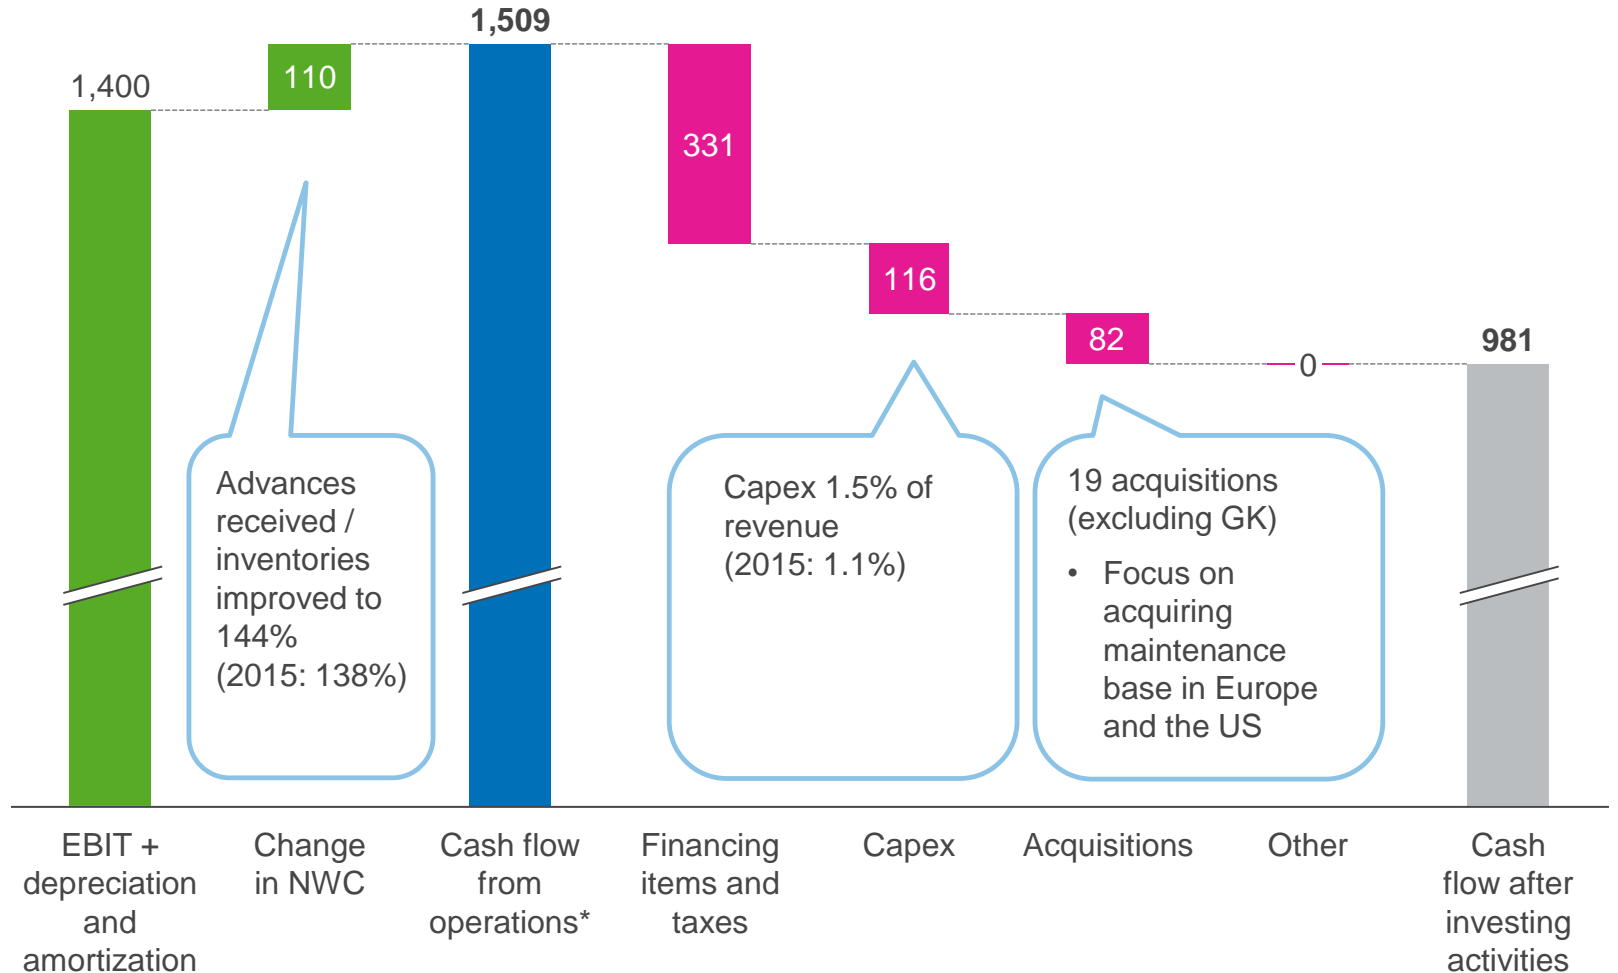 1,400
110
1,509
331
116
82
0
981
Advances
received /
inventories
improved to
144%
(2015: 138%)
Capex 1.5% of
revenue
(2015: 1.1%)
19 acquisitions
(excluding GK)
• Focus on
acquiring
maintenance
base in Europe
and the US
EBIT +
depreciation
and
amortization
Change
in NWC
Cash flow
from
operations*
Financing
items and
taxes
Capex
Acquisitions
Other
Cash
flow after
investing
activities